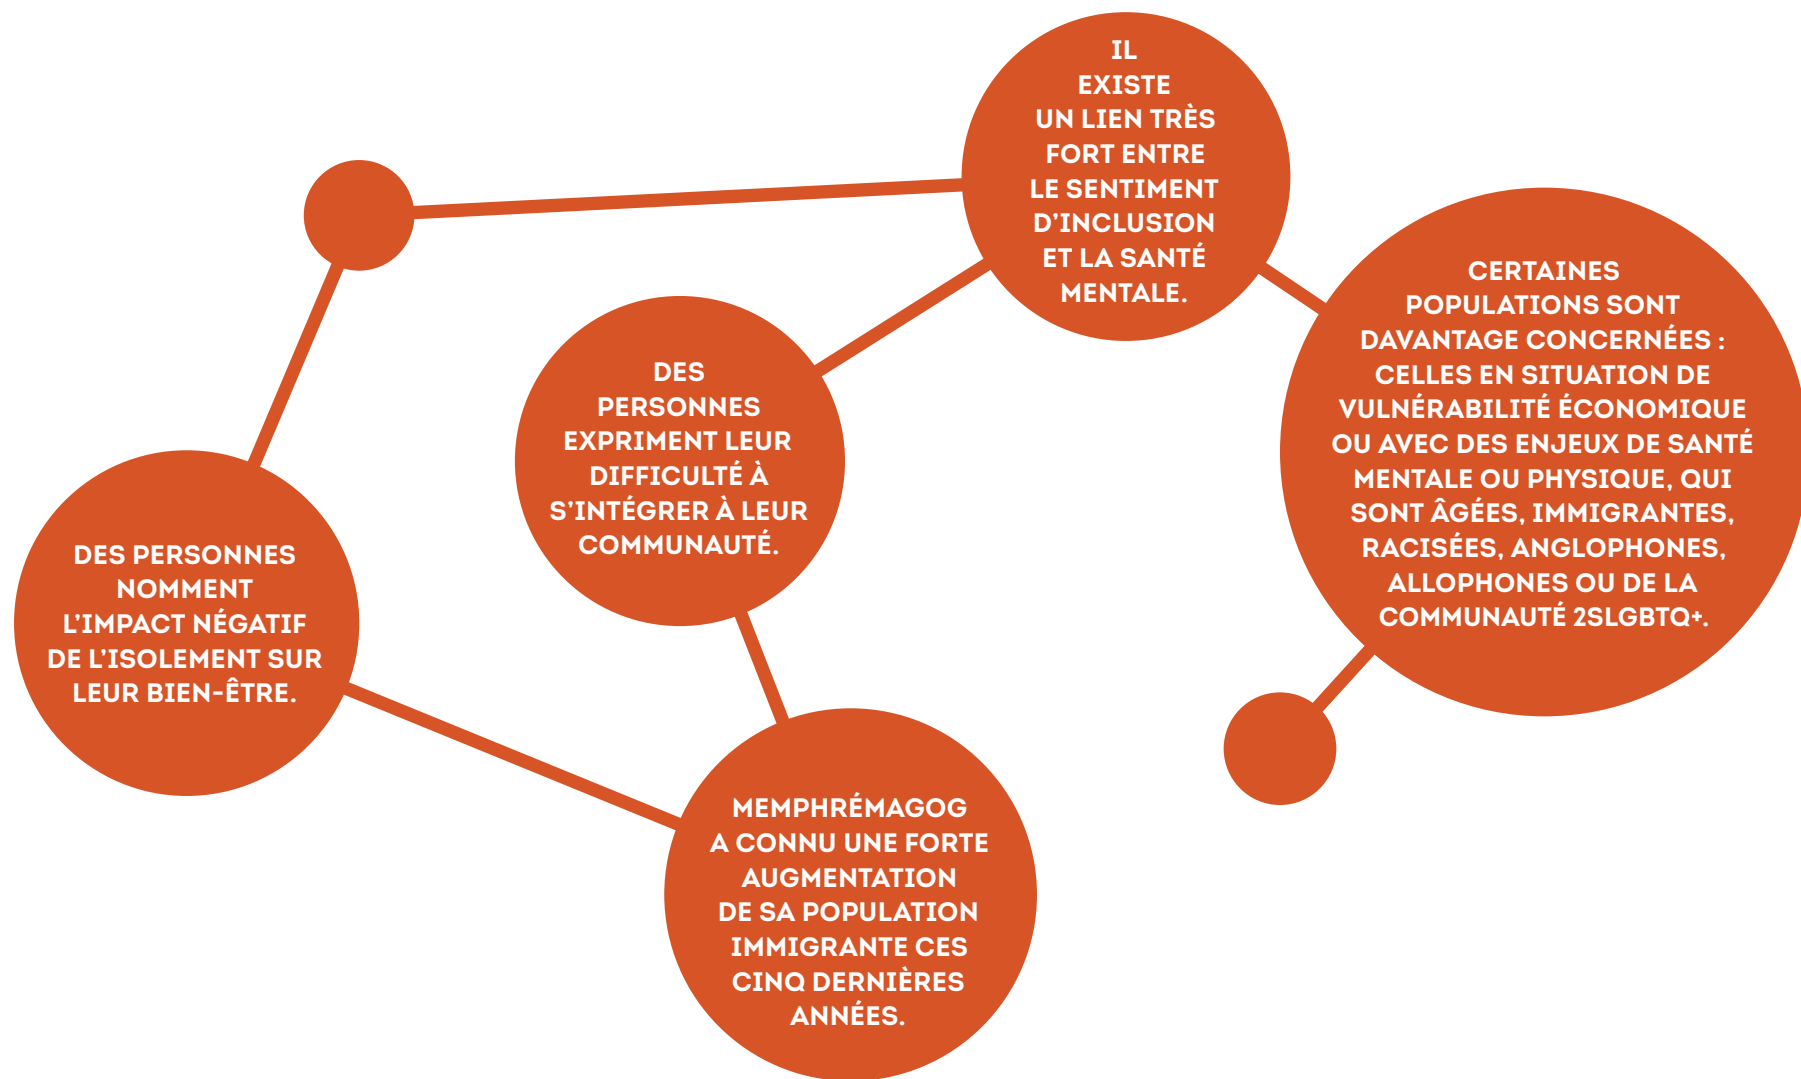 IL
EXISTE
UN LIEN TRÈS
FORT ENTRE
LE SENTIMENT
D'INCLUSION
ET LA SANTÉ
MENTALE.
CERTAINES
POPULATIONS SONT
DAVANTAGE CONCERNÉES :
CELLES EN SITUATION DE
VULNÉRABILITÉ ÉCONOMIQUE
OU AVEC DES ENJEUX DE SANTÉ
MENTALE OU PHYSIQUE, QUI
SONT ÂGÉES, IMMIGRANTES,
RACISÉES, ANGLOPHONES,
ALLOPHONES OU DE LA
COMMUNAUTÉ 2SLGBTQ+.
DES
PERSONNES
EXPRIMENT LEUR
DIFFICULTÉ À
S'INTÉGRER À LEUR
COMMUNAUTÉ.
DES PERSONNES
NOMMENT
L'IMPACT NÉGATIF
DE L'ISOLEMENT SUR
LEUR BIEN-ÊTRE.
MEMPHRÉMAGOG
A CONNU UNE FORTE
AUGMENTATION
DE SA POPULATION
IMMIGRANTE CES
CINQ DERNIÈRES
ANNÉES.